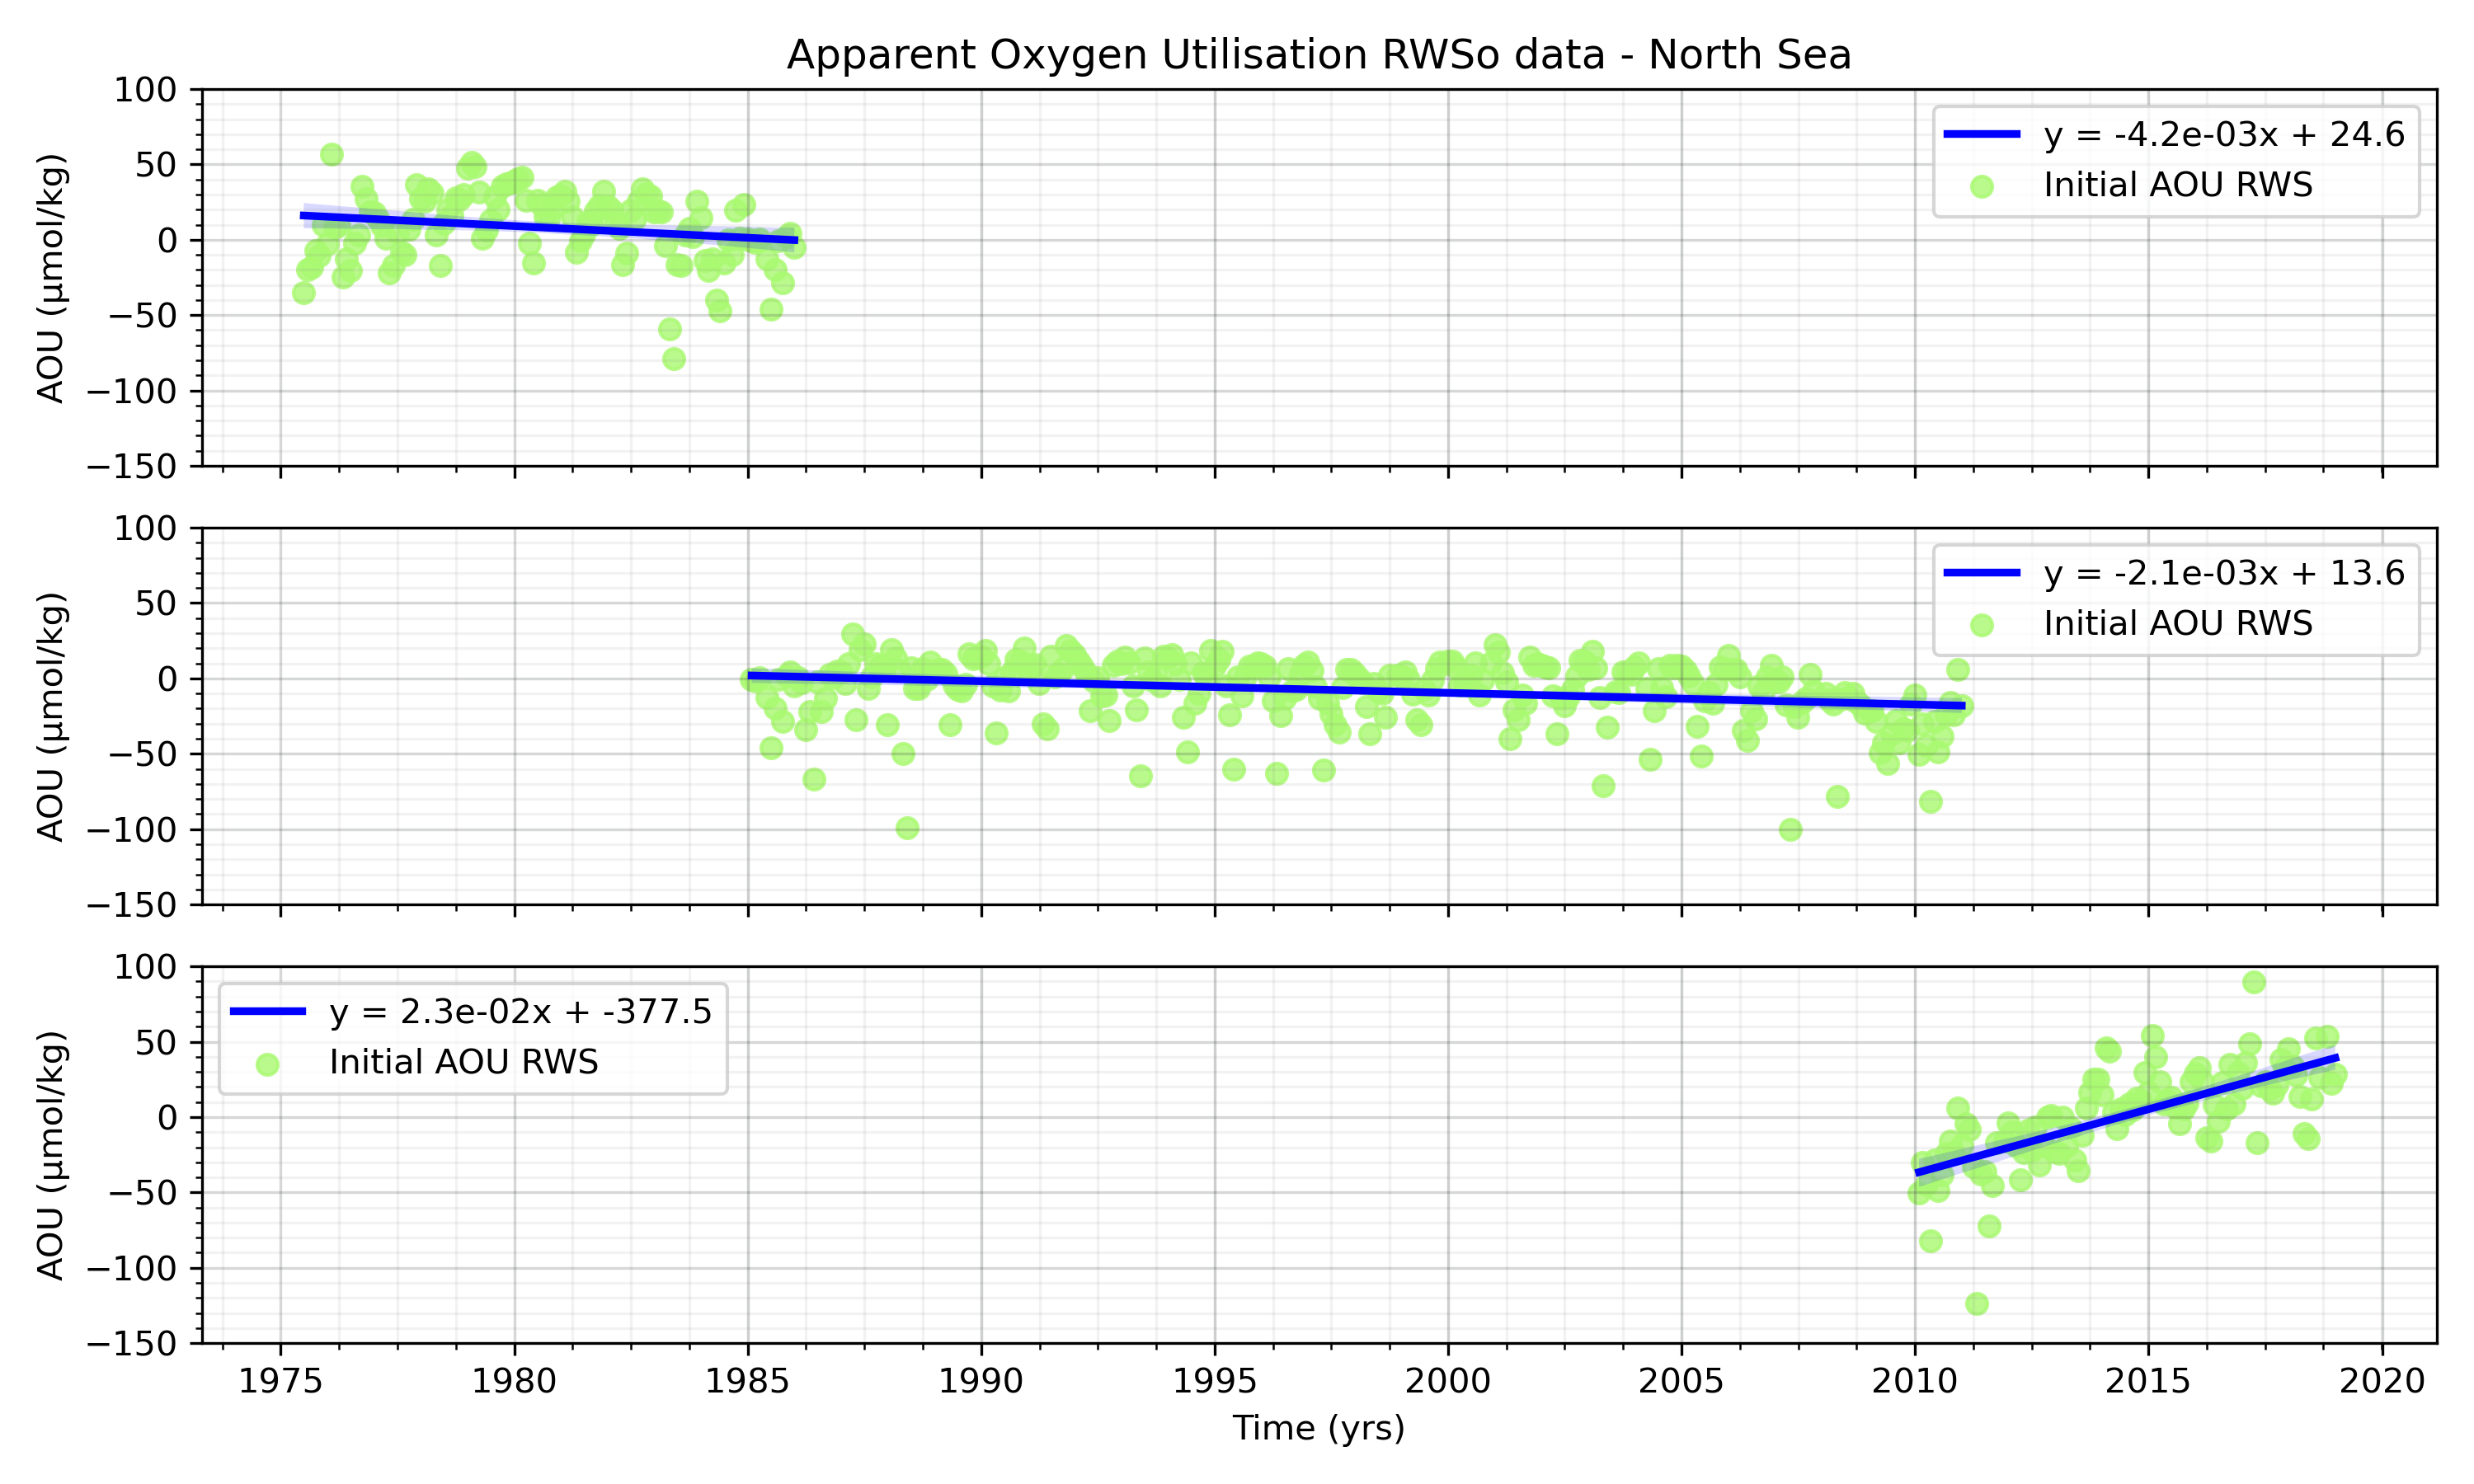 Apparent Oxygen Utilisation RWSo data - North Sea
100
50
0
−50
−100
−150
AOU (µmol/kg)
y = -4.2e-03x + 24.6
Initial AOU RWS
100
50
0
−50
−100
−150
AOU (µmol/kg)
y = -2.1e-03x + 13.6
Initial AOU RWS
100
50
0
−50
−100
−150
AOU (µmol/kg)
y = 2.3e-02x + -377.5
Initial AOU RWS
1975 1980 1985 1990 1995 2000 2005 2010 2015 2020
Time (yrs)